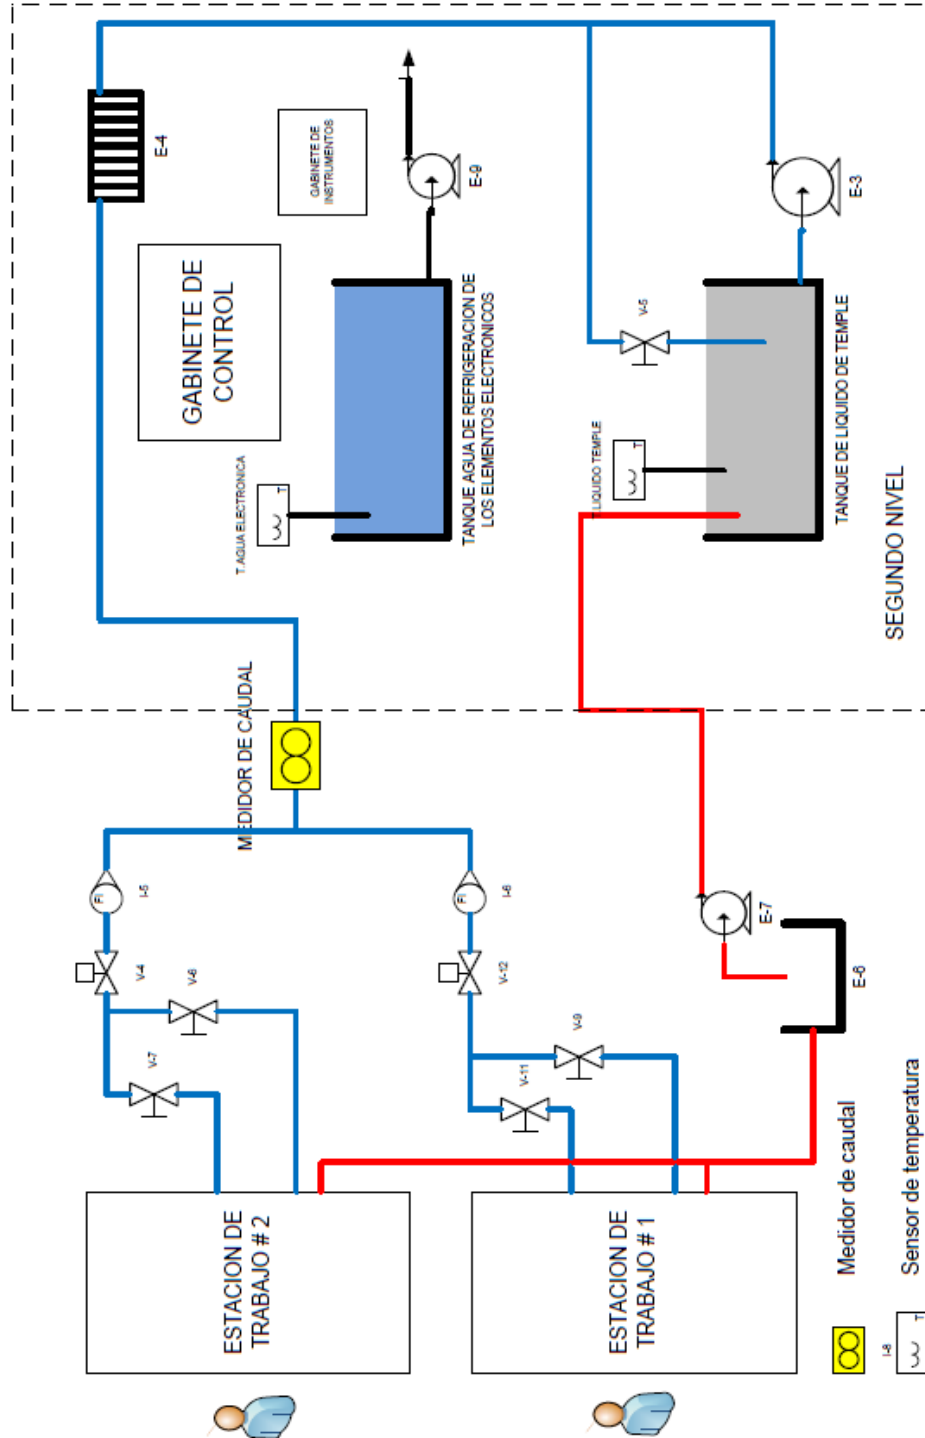 E-4
GABINETE DE
INSTRUMENTOS
E-9
GABINETE DE
CONTROL
T. AGUA ELECTRONICA
T
TANQUE AGUA DE REFRIGERACION DE
LOS ELEMENTOS ELECTRONICOS
E-3
V-5
T. LIQUIDO TEMPLE
T
TANQUE DE LIQUIDO DE TEMPLE
SEGUNDO NIVEL
MEDIDOR DE CAUDAL
FI
I-5
V-4
V-6
V-7
FI
I-6
V-12
V-9
V-11
E-7
E-6
ESTACION DE
TRABAJO # 2
ESTACION DE
TRABAJO # 1
Medidor de caudal
I-8
T
Sensor de temperatura